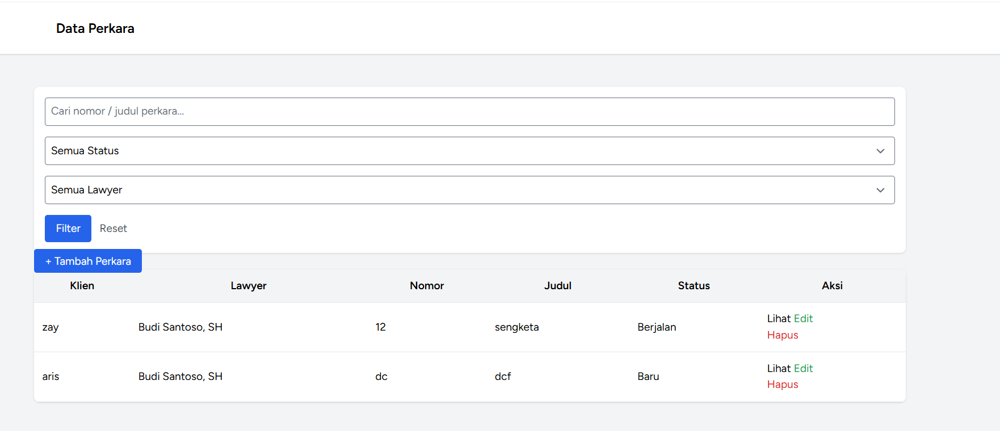 Data Perkara
Cari nomor / judul perkara...
Semua Status
Semua Lawyer
Filter Reset
+ Tambah Perkara
Klien Lawyer Nomor Judul Status Aksi
zay Budi Santoso, SH 12 sengketa Berjalan Lihat Edit
Hapus
aris Budi Santoso, SH dc dcf Baru Lihat Edit
Hapus